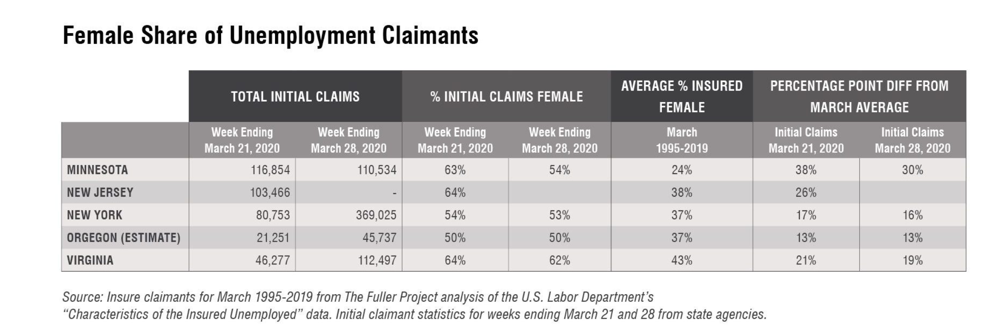 Female Share of Unemployment Claimants
TOTAL INITIAL CLAIMS % INITIAL CLAIMS FEMALE AVERAGE % INSURED FEMALE PERCENTAGE POINT DIFF FROM MARCH AVERAGE
Week Ending March 21, 2020 Week Ending March 28, 2020 Week Ending March 21, 2020 Week Ending March 28, 2020 March 1995-2019 Initial Claims March 21, 2020 Initial Claims March 28, 2020
MINNESOTA 116,854 110,534 63% 54% 24% 38% 30%
NEW JERSEY 103,466 - 64% 38% 26%
NEW YORK 80,753 369,025 54% 53% 37% 17% 16%
ORGEGON (ESTIMATE) 21,251 45,737 50% 50% 37% 13% 13%
VIRGINIA 46,277 112,497 64% 62% 43% 21% 19%
Source: Insure claimants for March 1995-2019 from The Fuller Project analysis of the U.S. Labor Department’s
“Characteristics of the Insured Unemployed” data. Initial claimant statistics for weeks ending March 21 and 28 from state agencies.